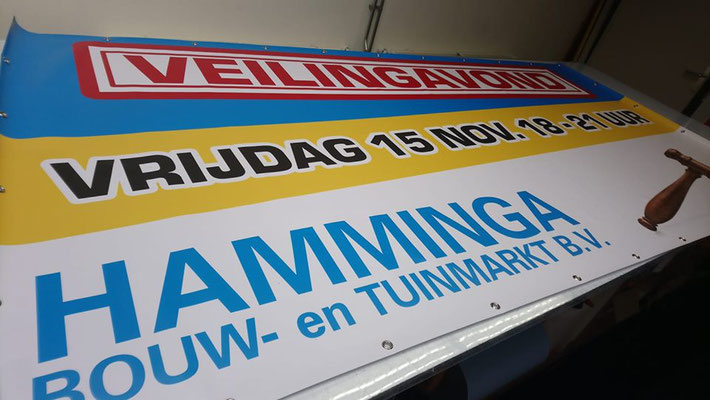 VEILINGAVOND
VRIJDAG 15 NOV. 18-21 UUR
HAMMINGA
BOUW- en TUINMARKT B.V.